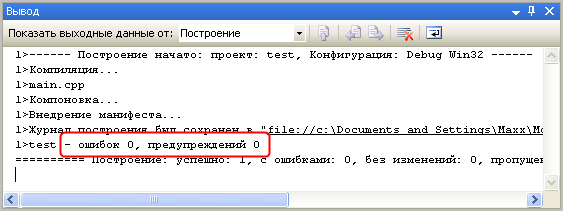 Вывод
Показать выходные данные от: Построение
1>------ Построение начато: проект: test, Конфигурация: Debug Win32 ------
1>Компиляция...
1>main.cpp
1>Компоновка...
1>Внедрение манифеста...
1>Журнал построения был сохранен в "file://c:\Documents and Settings\Maxx\Мо
1>test - ошибок 0, предупреждений 0
========== Построение: успешно: 1, с ошибками: 0, без изменений: 0, пропущен